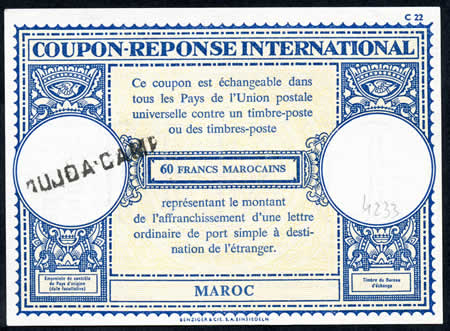 C 22
COUPON-REPONSE INTERNATIONAL
Ce coupon est échangeable dans
tous les Pays de l'Union postale
universelle contre un timbre-poste
ou des timbres-poste
60 FRANCS MAROCAINS
représentant le montant
de l'affranchissement d'une lettre
ordinaire de port simple à desti-
nation de l'étranger.
4233
Empreinte de contrôle
du Pays d'origine
(date facultative)
MAROC
Timbre du Bureau
d'échange
BENZIGER & CIE. S.A. EINSIEDELN